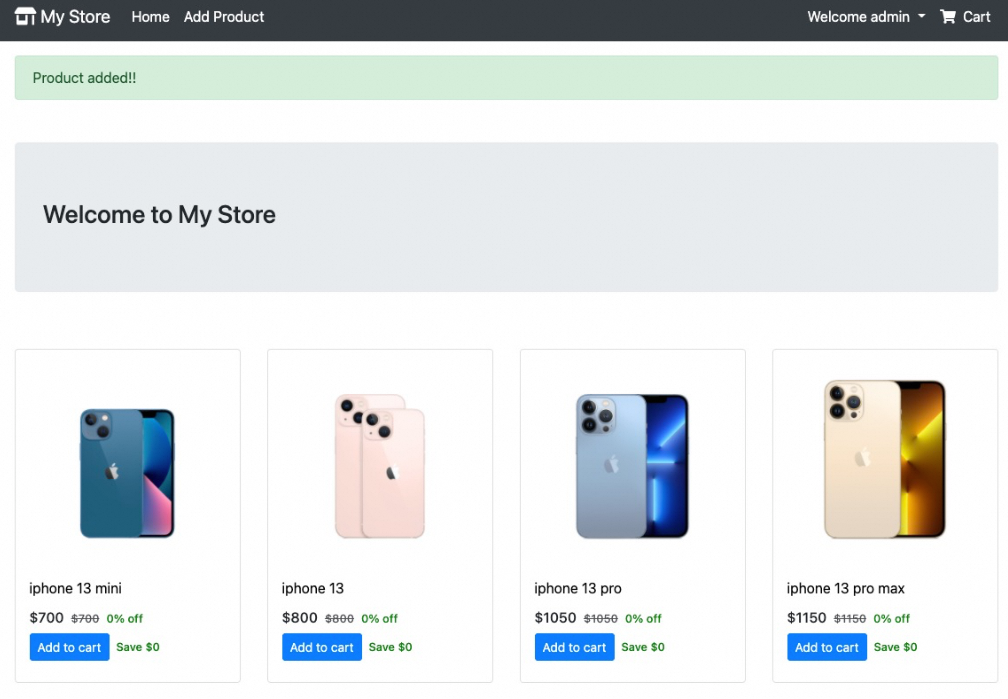 My Store Home Add Product Welcome admin Cart
Product added!!
Welcome to My Store
iphone 13 mini
$700 $700 0% off
Add to cart Save $0
iphone 13
$800 $800 0% off
Add to cart Save $0
iphone 13 pro
$1050 $1050 0% off
Add to cart Save $0
iphone 13 pro max
$1150 $1150 0% off
Add to cart Save $0